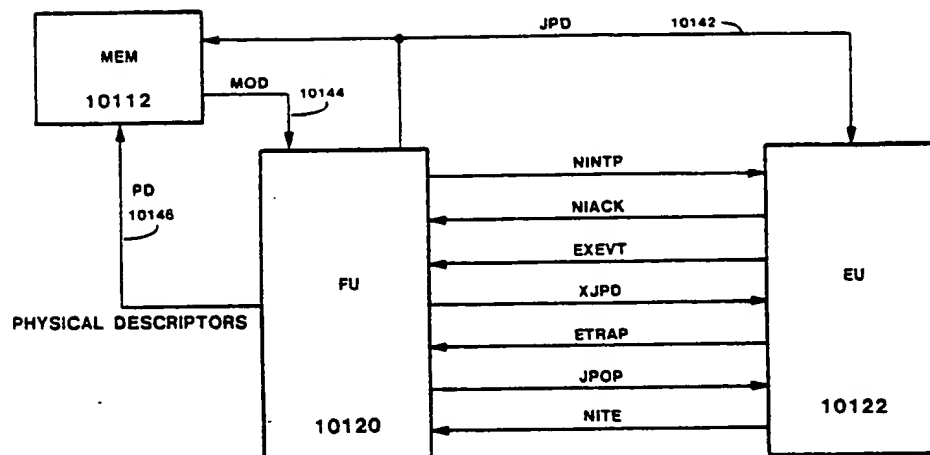 JPD
10142
MEM
10112
MOD
10144
PD
10146
PHYSICAL DESCRIPTORS
FU
10120
NINTP
NIACK
EXEVT
XJPD
ETRAP
JPOP
NITE
EU
10122